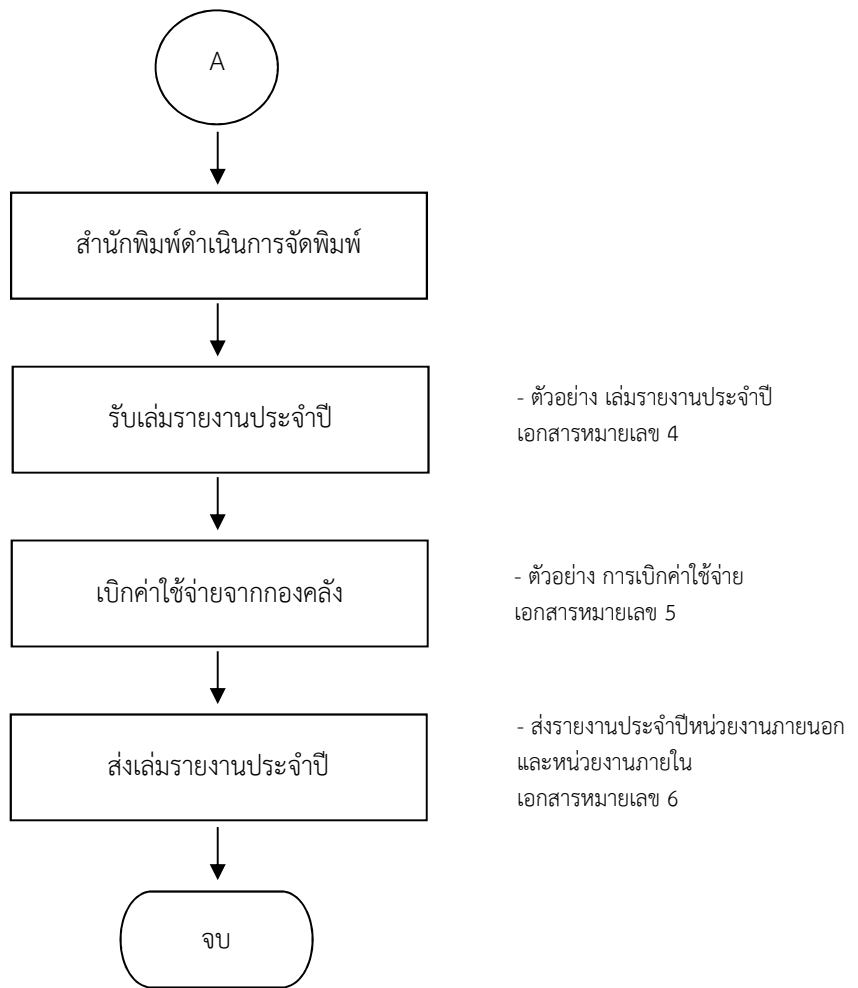 A
สำนักพิมพ์ดำเนินการจัดพิมพ์
รับเล่มรายงานประจำปี
- ตัวอย่าง เล่มรายงานประจำปี
เอกสารหมายเลข 4
เบิกค่าใช้จ่ายจากกองคลัง
- ตัวอย่าง การเบิกค่าใช้จ่าย
เอกสารหมายเลข 5
ส่งเล่มรายงานประจำปี
- ส่งรายงานประจำปีหน่วยงานภายนอก
และหน่วยงานภายใน
เอกสารหมายเลข 6
จบ